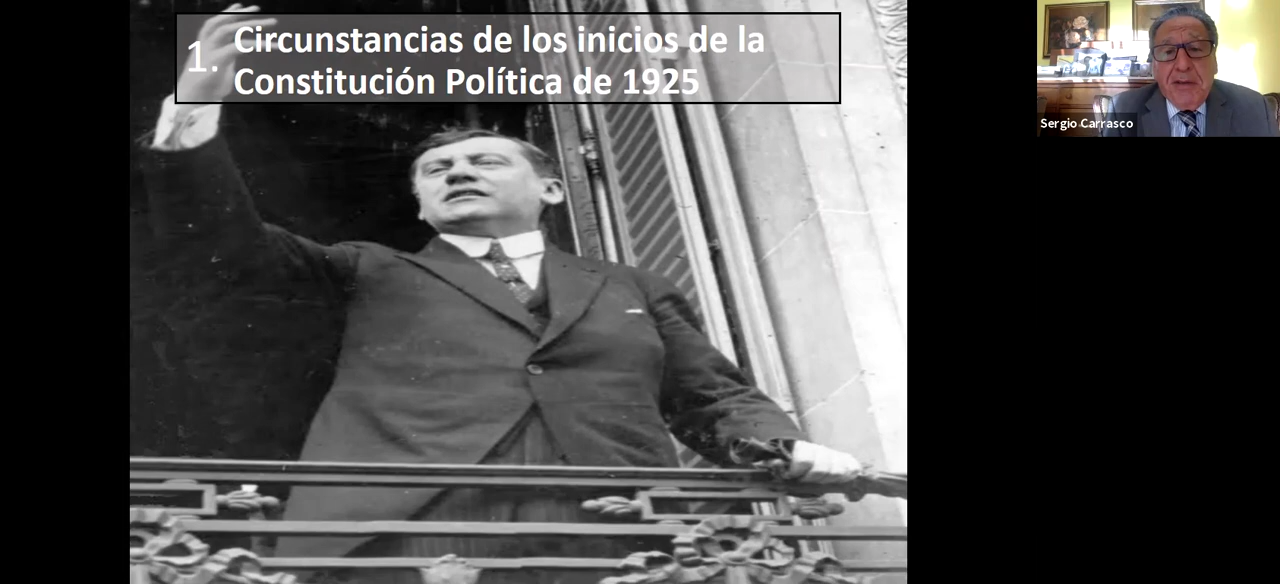 1. Circunstancias de los inicios de la
Constitución Política de 1925
Sergio Carrasco